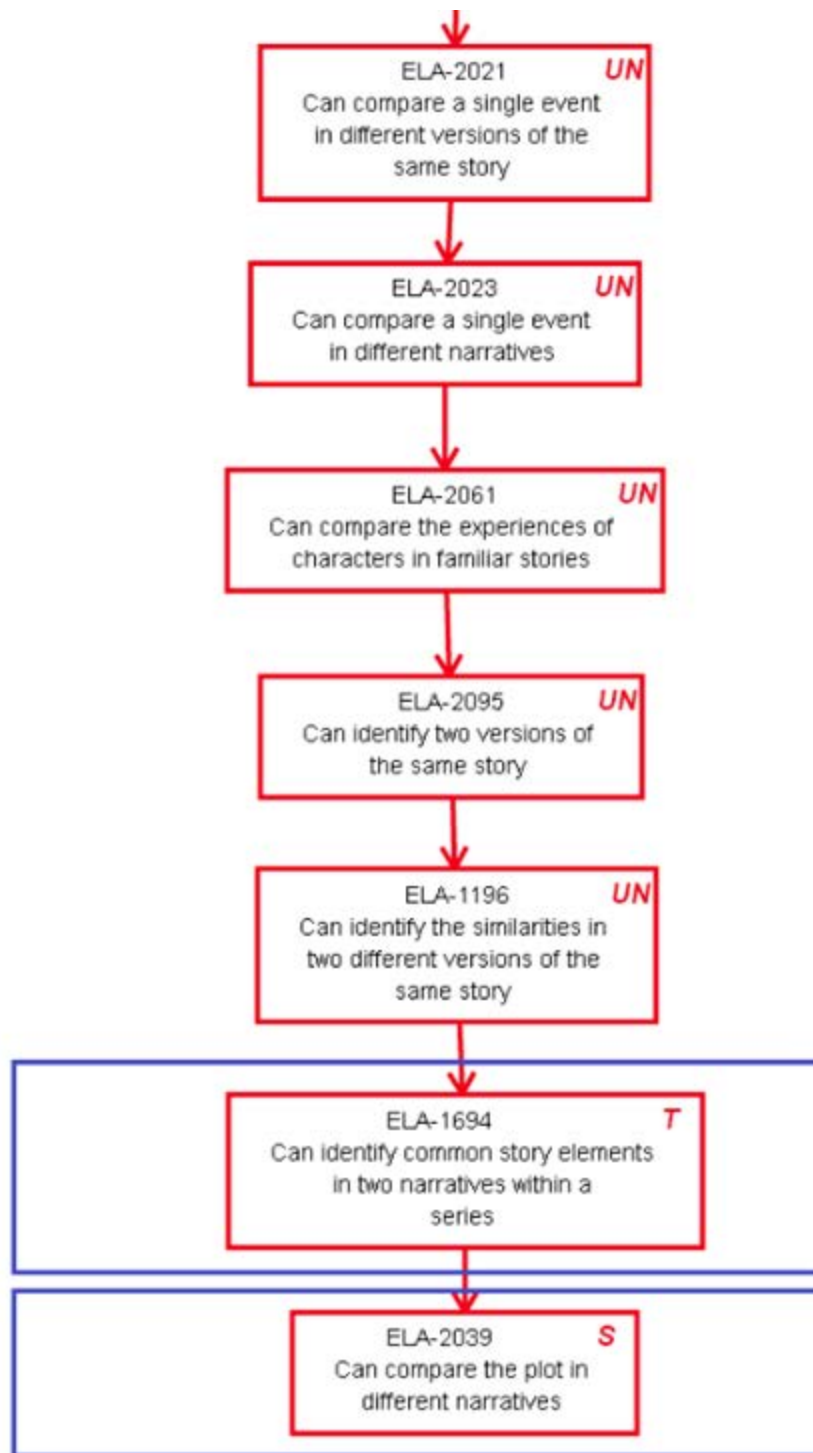 ELA-2021 UN
Can compare a single event
in different versions of the
same story
ELA-2023 UN
Can compare a single event
in different narratives
ELA-2061 UN
Can compare the experiences of
characters in familiar stories
ELA-2095 UN
Can identify two versions of
the same story
ELA-1196 UN
Can identify the similarities in
two different versions of the
same story
ELA-1694 T
Can identify common story elements
in two narratives within a
series
ELA-2039 S
Can compare the plot in
different narratives